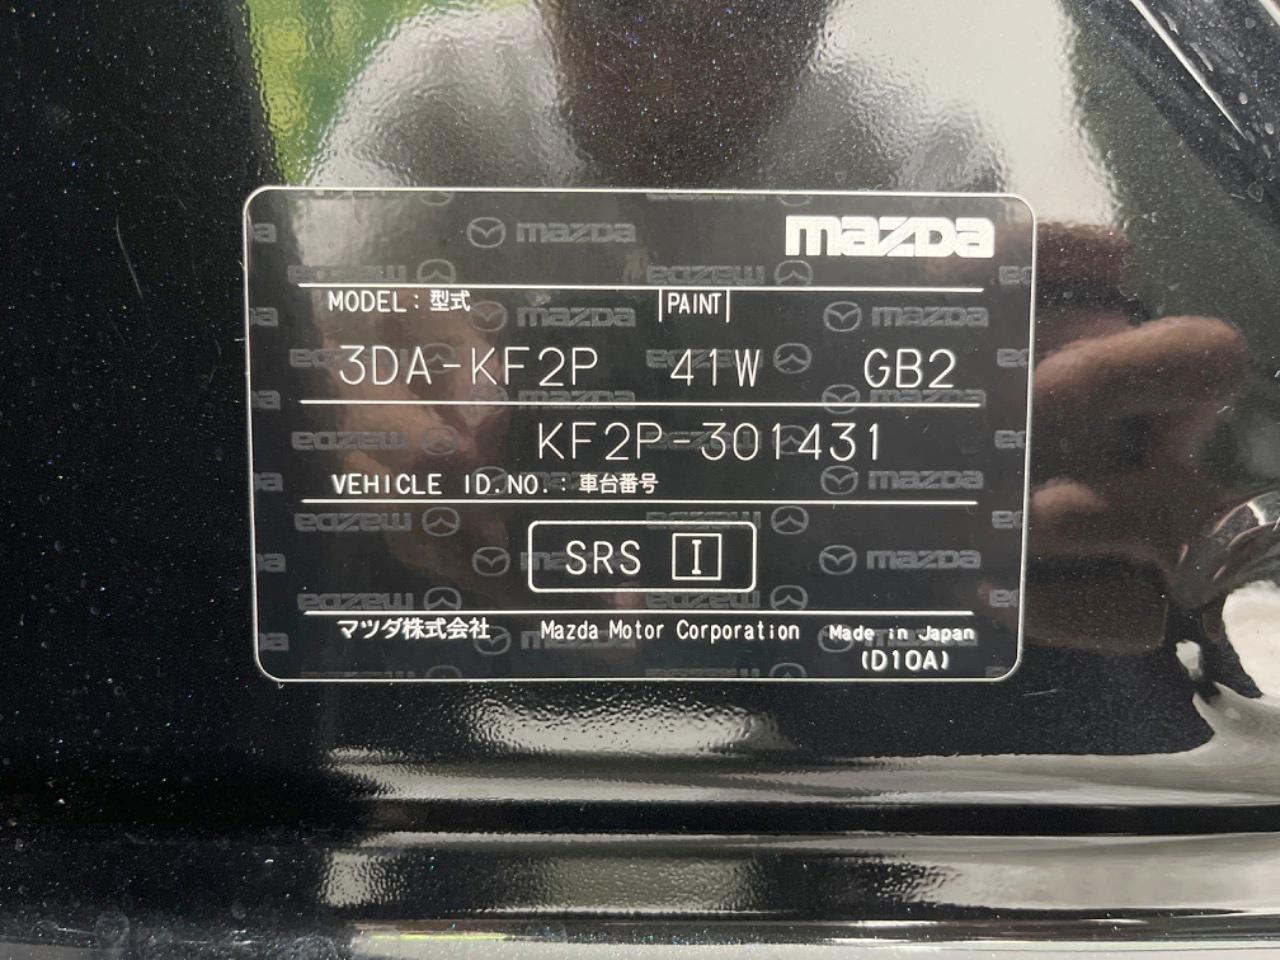 mazda
MODEL : 型式 PAINT
3DA-KF2P 41W GB2
KF2P-301431
VEHICLE ID.NO. : 車台番号
SRS I
マツダ株式会社 Mazda Motor Corporation Made in Japan
(D10A)